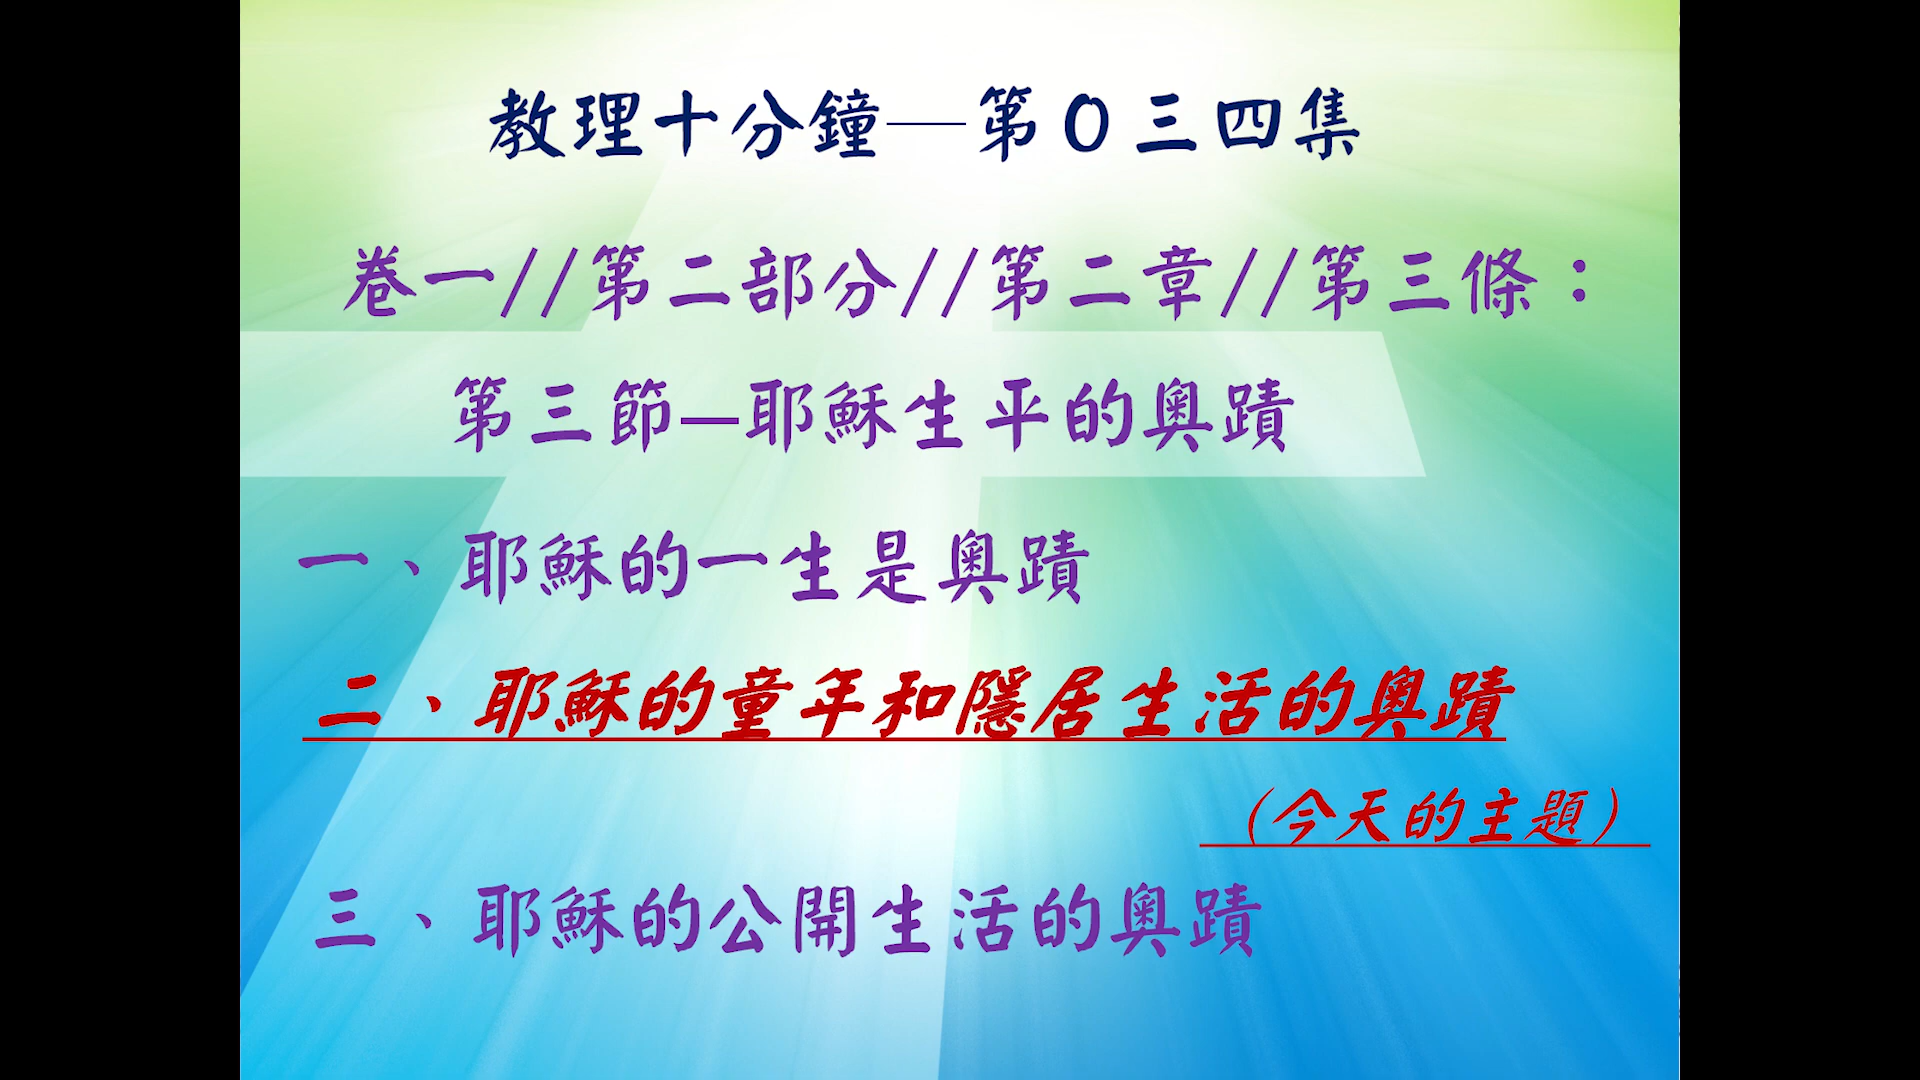 教理十分鐘—第０三四集
卷一//第二部分//第二章//第三條：
第三節—耶穌生平的奧蹟
一、耶穌的一生是奧蹟
二、耶穌的童年和隱居生活的奧蹟
（今天的主題）
三、耶穌的公開生活的奧蹟